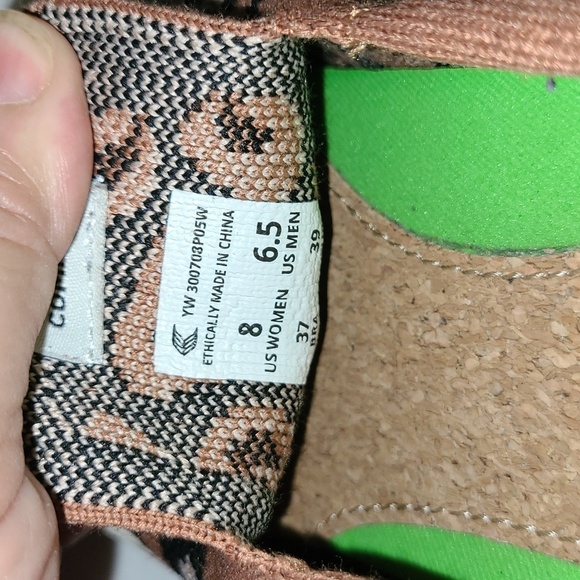 YW 300708P05W
ETHICALLY MADE IN CHINA
8 6.5
US WOMEN US MEN
37 39
BRA